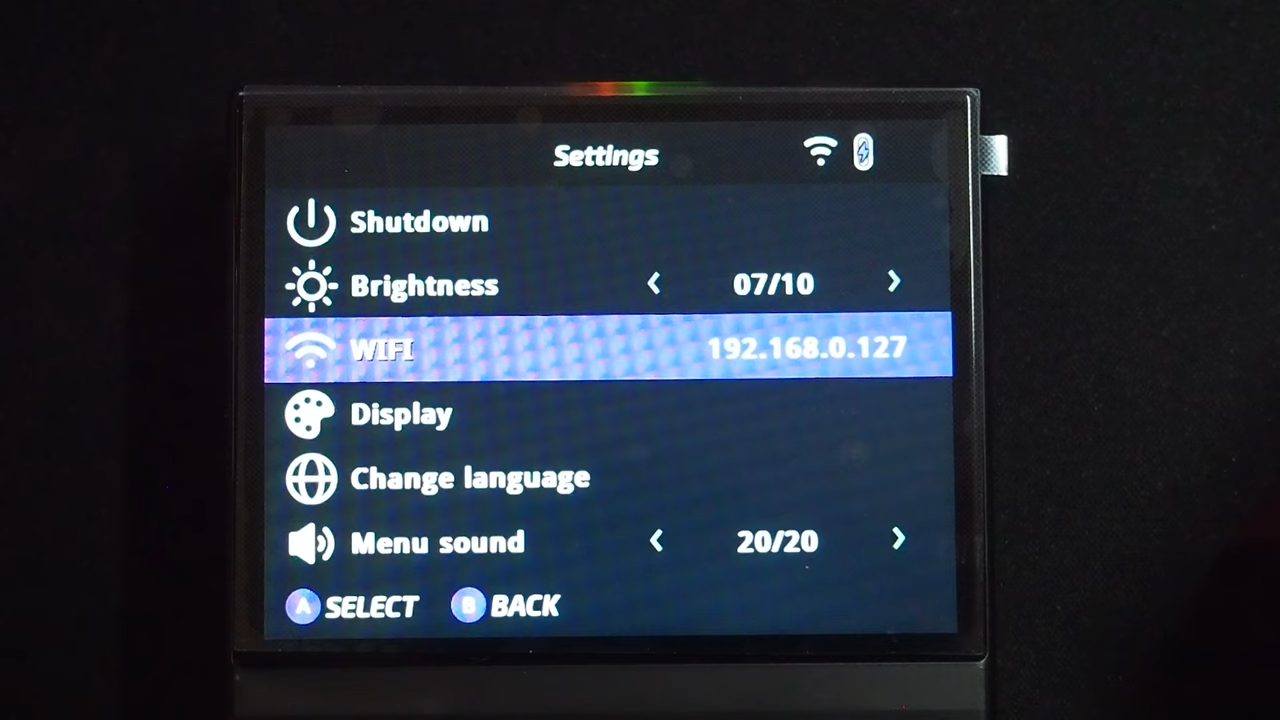 Settings
Shutdown
Brightness < 07/10 >
WIFI 192.168.0.127
Display
Change language
Menu sound < 20/20 >
A SELECT B BACK